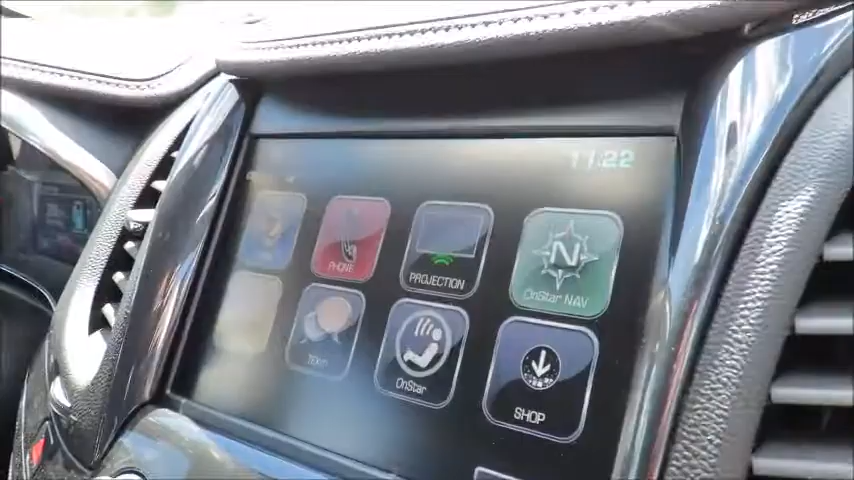 11:22
PHONE
PROJECTION
N
OnStar NAV
TEXT
OnStar
SHOP